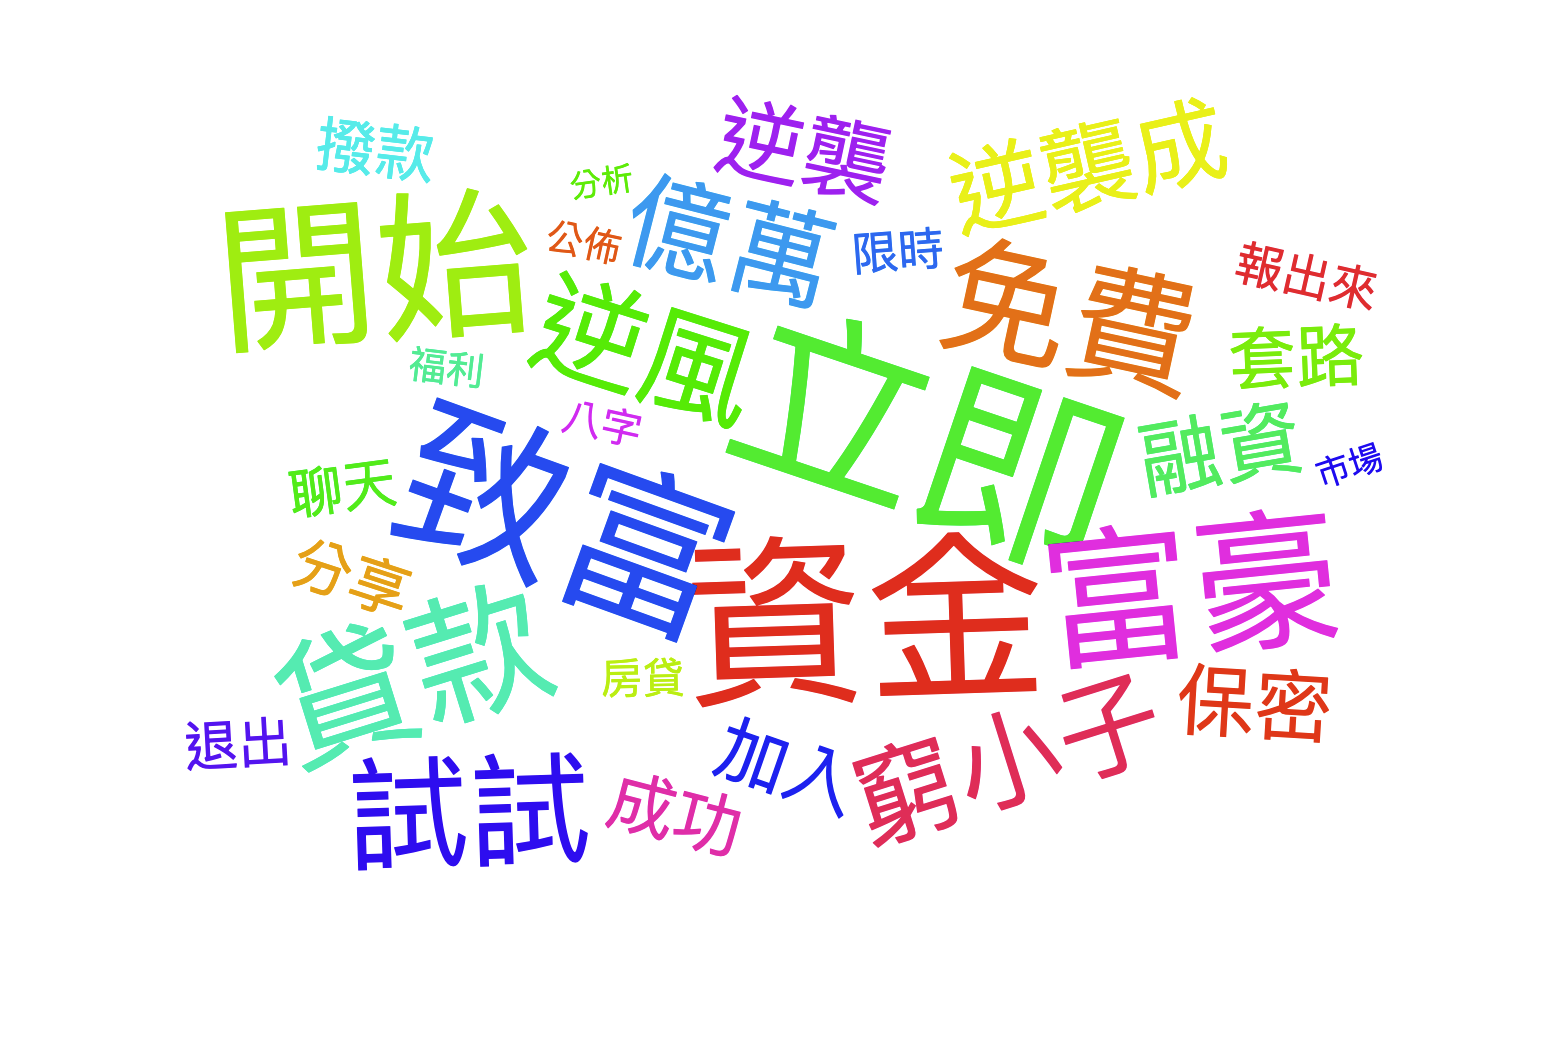 撥款
逆襲
逆襲成
分析
開始
億萬
公佈
限時
免費
報出來
逆風
立即
套路
福利
八字
致富
融資
市場
聊天
資金
富豪
分享
貸款
房貸
保密
退出
加入
窮小子
試試
成功